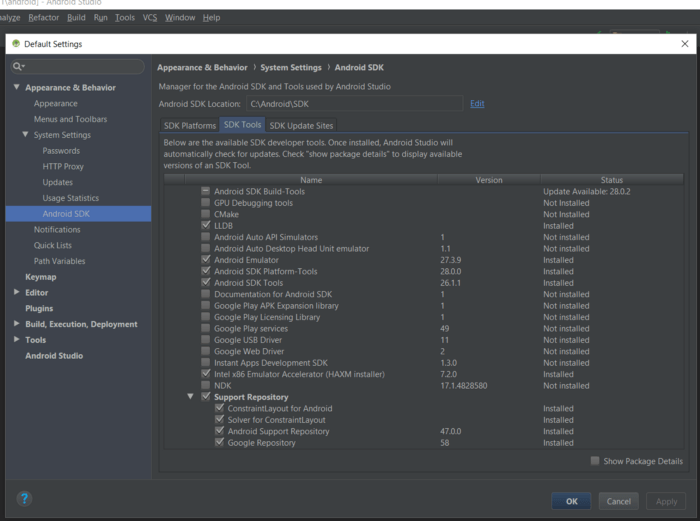 (android) - Android Studio
nalyze Refactor Build Run Tools VCS Window Help
Default Settings
Appearance & Behavior
Appearance
Menus and Toolbars
System Settings
Passwords
HTTP Proxy
Updates
Usage Statistics
Android SDK
Notifications
Quick Lists
Path Variables
Keymap
Editor
Plugins
Build, Execution, Deployment
Tools
Android Studio
Appearance & Behavior › System Settings › Android SDK
Manager for the Android SDK and Tools used by Android Studio
Android SDK Location: C:\Android\SDK Edit
SDK Platforms SDK Tools SDK Update Sites
Below are the available SDK developer tools. Once installed, Android Studio will
automatically check for updates. Check "show package details" to display available
versions of an SDK Tool.
Name Version Status
Android SDK Build-Tools Update Available: 28.0.2
GPU Debugging tools Not Installed
CMake Not Installed
LLDB Installed
Android Auto API Simulators 1 Not installed
Android Auto Desktop Head Unit emulator 1.1 Not installed
Android Emulator 27.3.9 Installed
Android SDK Platform-Tools 28.0.0 Installed
Android SDK Tools 26.1.1 Installed
Documentation for Android SDK 1 Not installed
Google Play APK Expansion library 1 Not installed
Google Play Licensing Library 1 Not installed
Google Play services 49 Not installed
Google USB Driver 11 Not installed
Google Web Driver 2 Not installed
Instant Apps Development SDK 1.3.0 Not installed
Intel x86 Emulator Accelerator (HAXM installer) 7.2.0 Installed
NDK 17.1.4828580 Not installed
Support Repository
ConstraintLayout for Android Installed
Solver for ConstraintLayout Installed
Android Support Repository 47.0.0 Installed
Google Repository 58 Installed
Show Package Details
? OK Cancel Apply